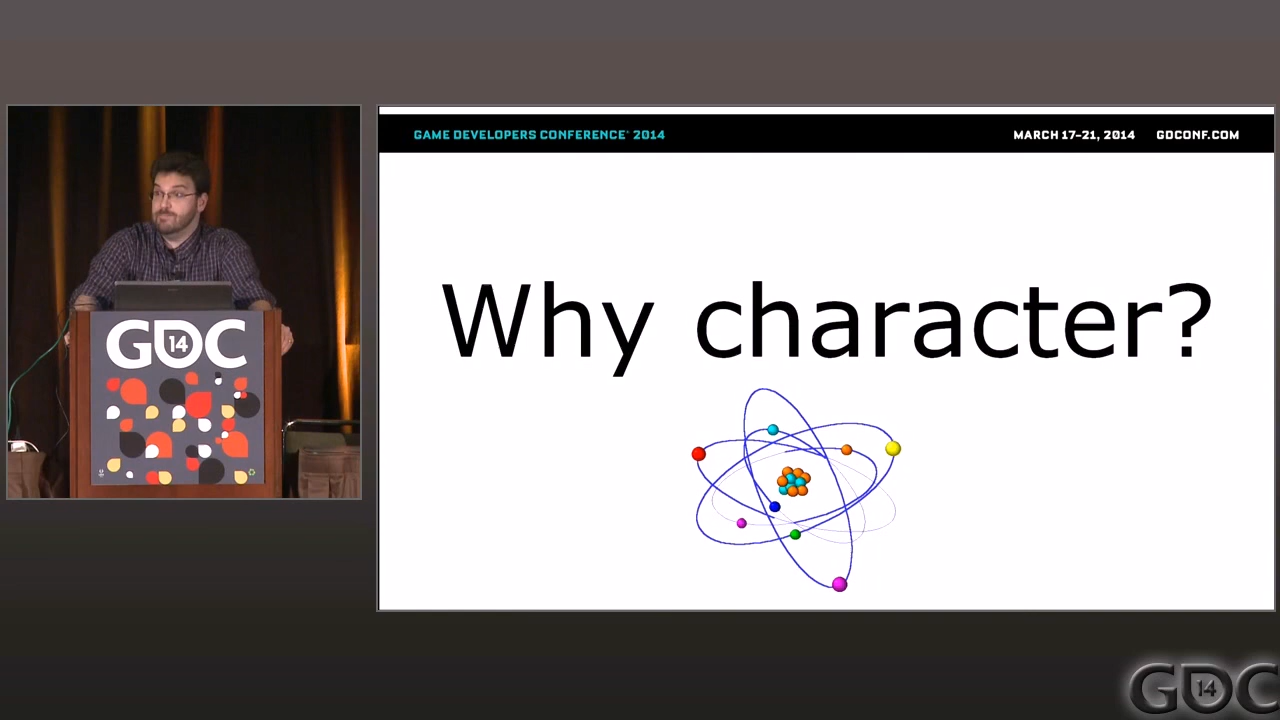 GAME DEVELOPERS CONFERENCE® 2014
MARCH 17-21, 2014 GDCONF.COM
Why character?
GDC
14
GDC
14